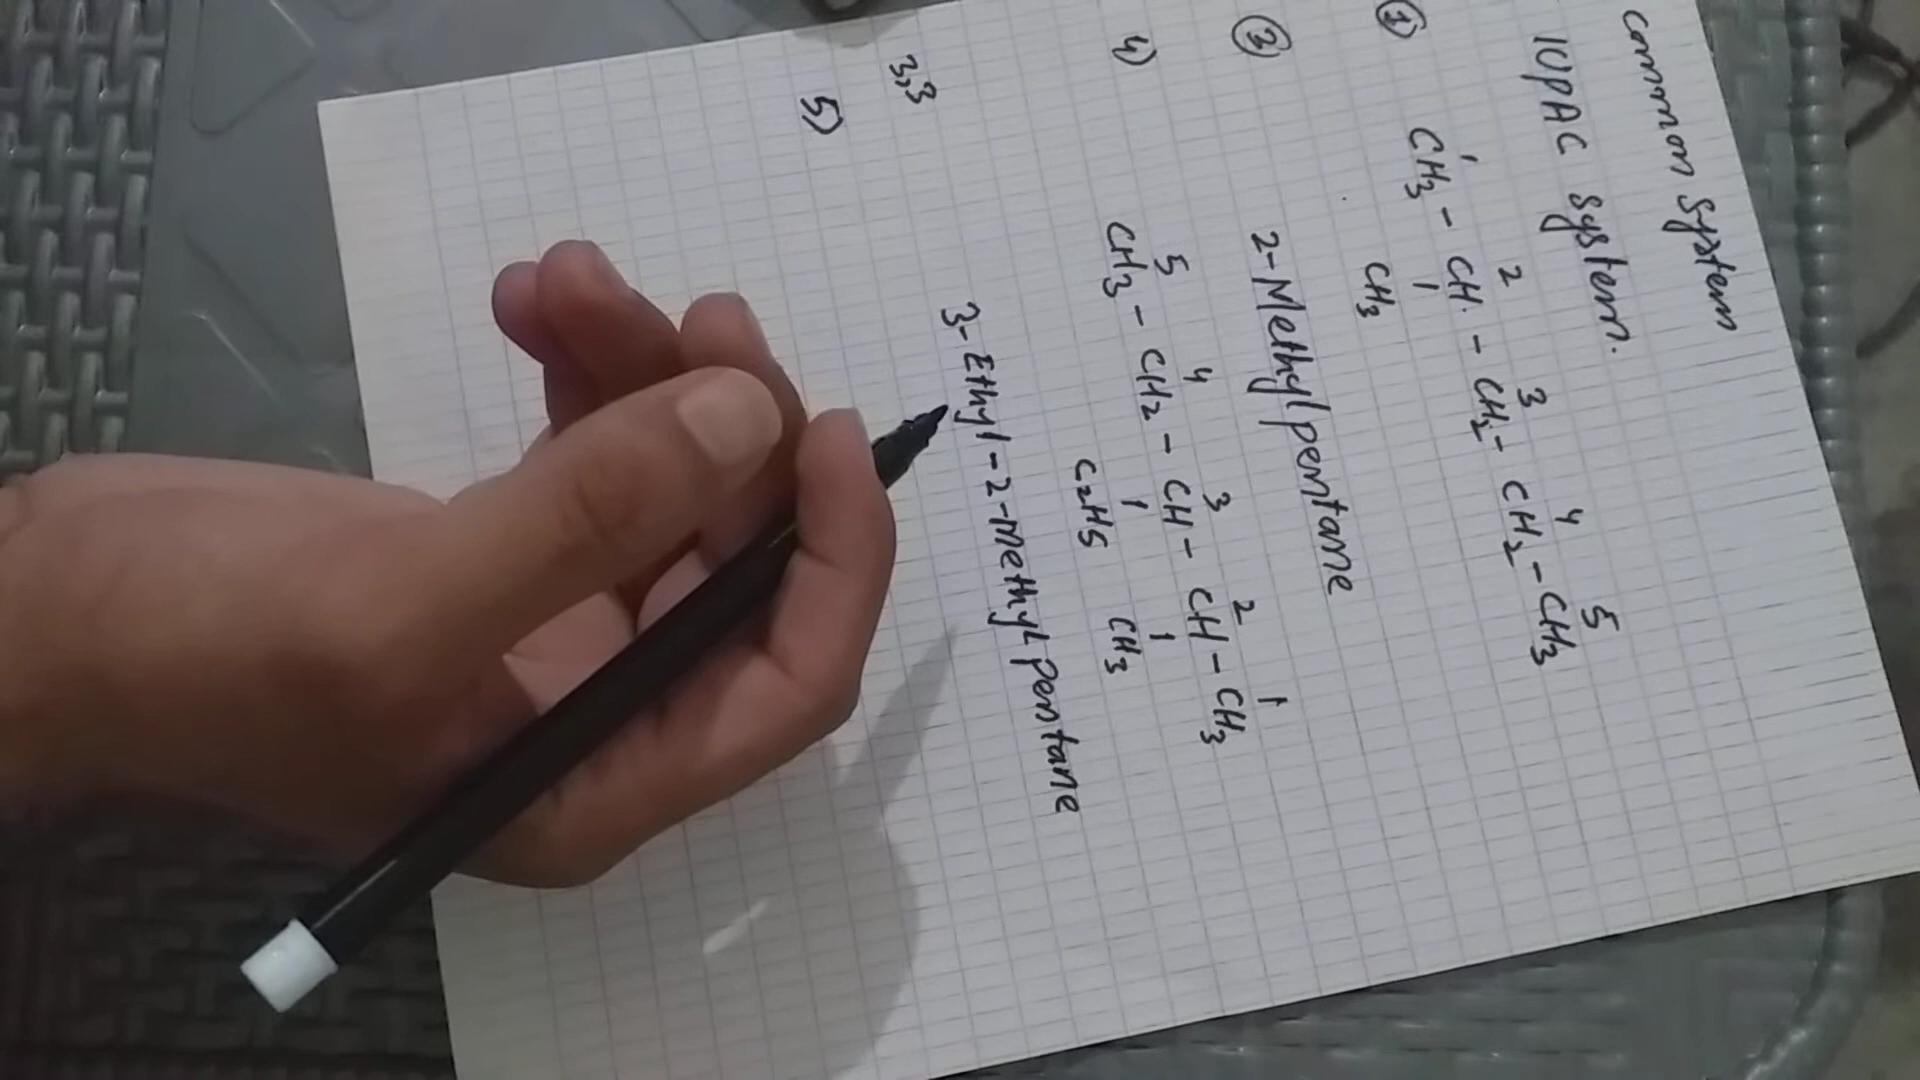 common system
IUPAC system.
①
1 2 3 4 5
CH3 - CH - CH2 - CH2 - CH3
|
CH3
③ 2-Methyl pentane
5 4 3 2 1
4) CH3 - CH2 - CH - CH - CH3
| |
C2H5 CH3
3-Ethyl-2-Methyl pentane
3,3
5)